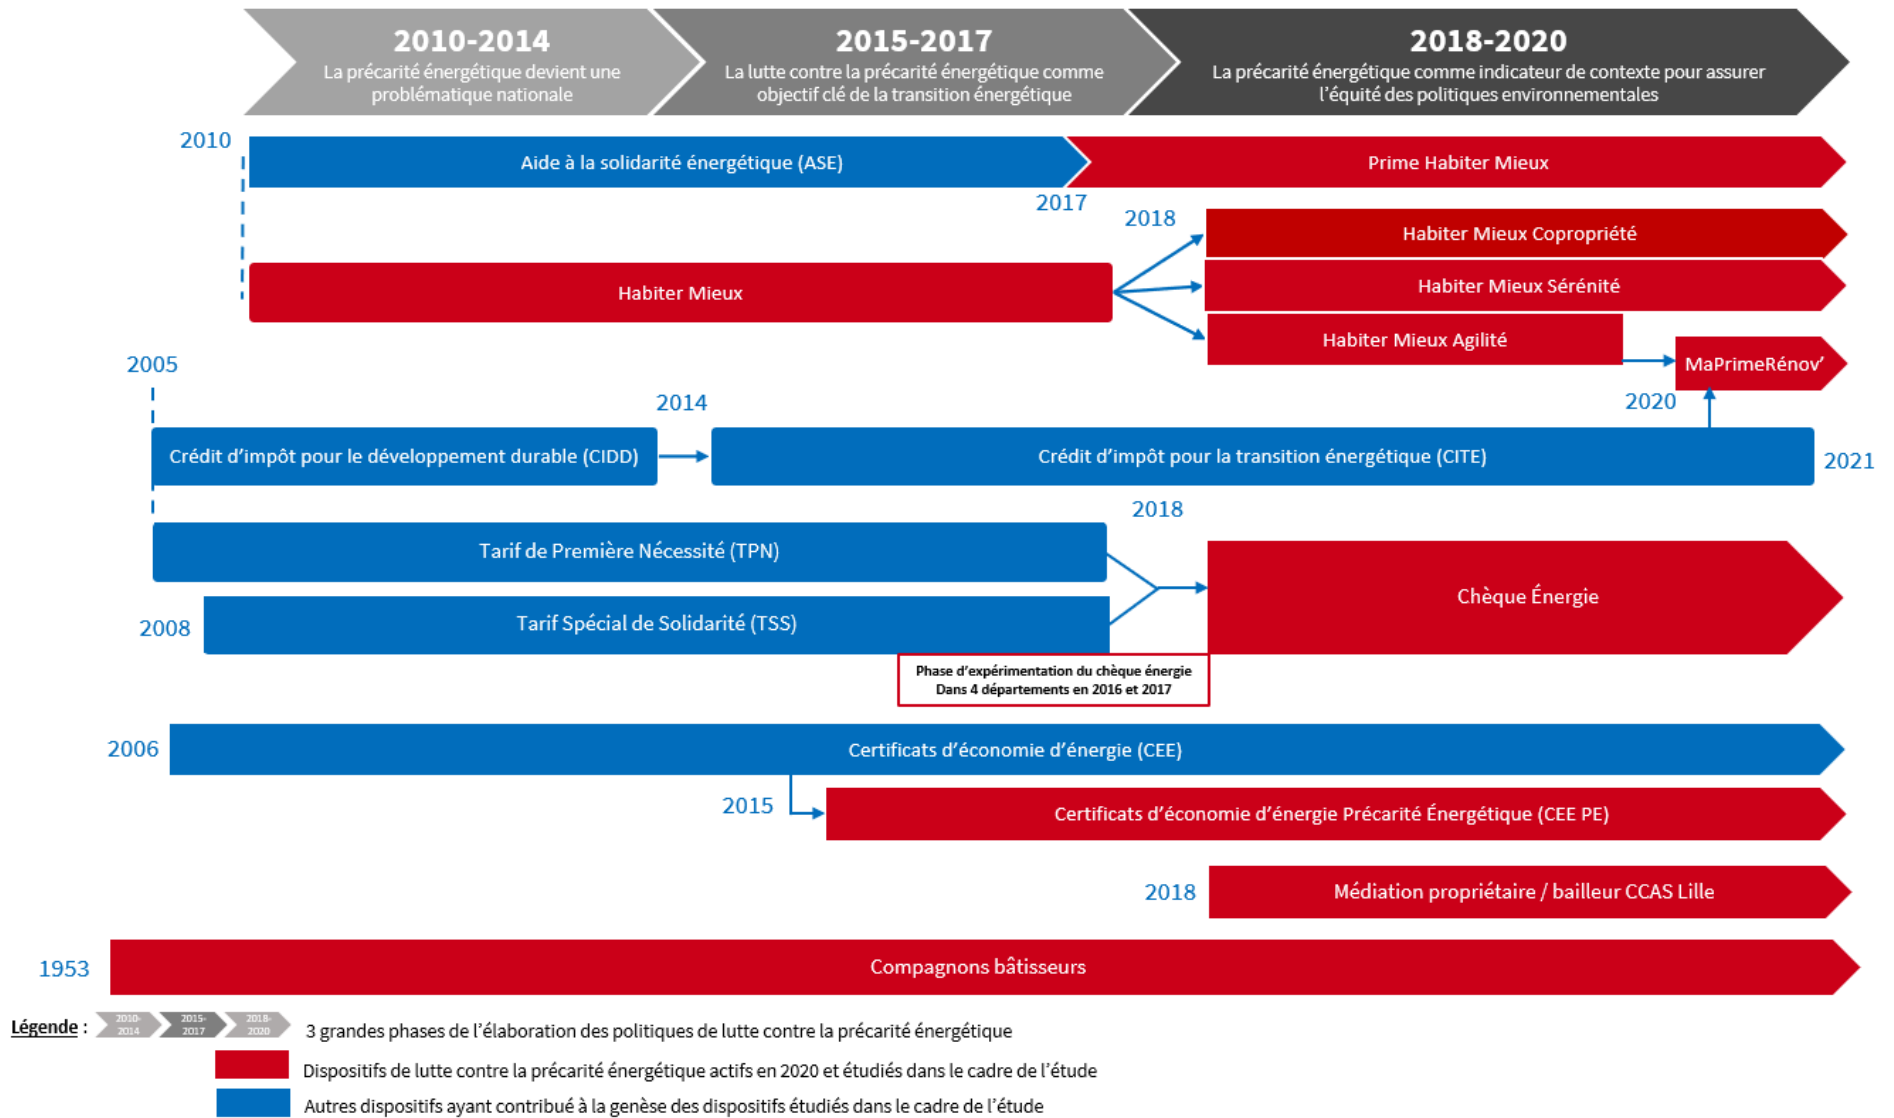 2010-2014
La précarité énergétique devient une
problématique nationale
2015-2017
La lutte contre la précarité énergétique comme
objectif clé de la transition énergétique
2018-2020
La précarité énergétique comme indicateur de contexte pour assurer
l'équité des politiques environnementales
2010
Aide à la solidarité énergétique (ASE)
Prime Habiter Mieux
2017
2018
Habiter Mieux Copropriété
Habiter Mieux
Habiter Mieux Sérénité
Habiter Mieux Agilité
MaPrimeRénov’
2005
2014
2020
Crédit d’impôt pour le développement durable (CIDD)
Crédit d’impôt pour la transition énergétique (CITE)
2021
2018
Tarif de Première Nécessité (TPN)
Chèque Énergie
2008
Tarif Spécial de Solidarité (TSS)
Phase d’expérimentation du chèque énergie
Dans 4 départements en 2016 et 2017
2006
Certificats d’économie d’énergie (CEE)
2015
Certificats d’économie d’énergie Précarité Énergétique (CEE PE)
2018
Médiation propriétaire / bailleur CCAS Lille
1953
Compagnons bâtisseurs
Légende :
2010-
2014
2015-
2017
2018-
2020
3 grandes phases de l’élaboration des politiques de lutte contre la précarité énergétique
Dispositifs de lutte contre la précarité énergétique actifs en 2020 et étudiés dans le cadre de l’étude
Autres dispositifs ayant contribué à la genèse des dispositifs étudiés dans le cadre de l’étude